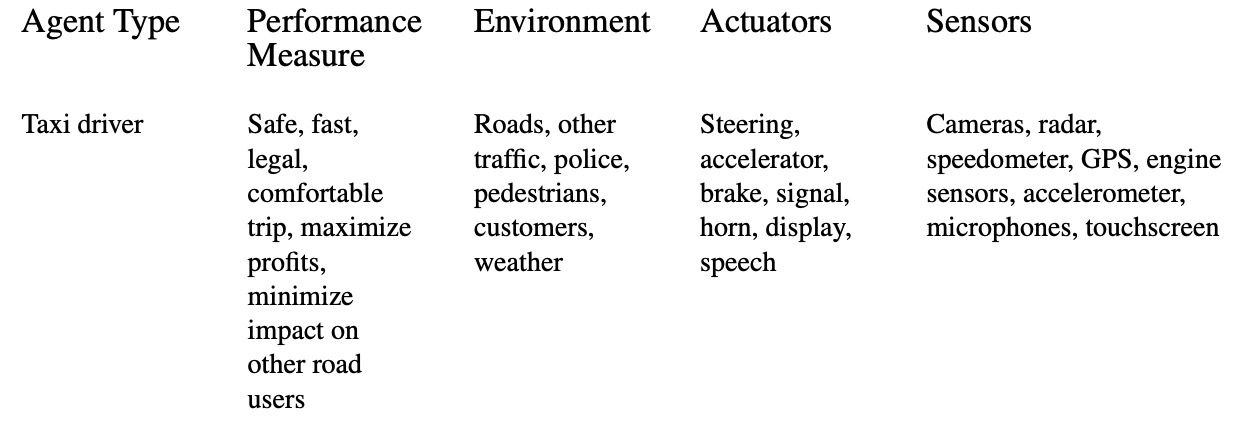 Agent Type
Performance
Measure
Environment
Actuators
Sensors
Taxi driver
Safe, fast,
legal,
comfortable
trip, maximize
profits,
minimize
impact on
other road
users
Roads, other
traffic, police,
pedestrians,
customers,
weather
Steering,
accelerator,
brake, signal,
horn, display,
speech
Cameras, radar,
speedometer, GPS, engine
sensors, accelerometer,
microphones, touchscreen